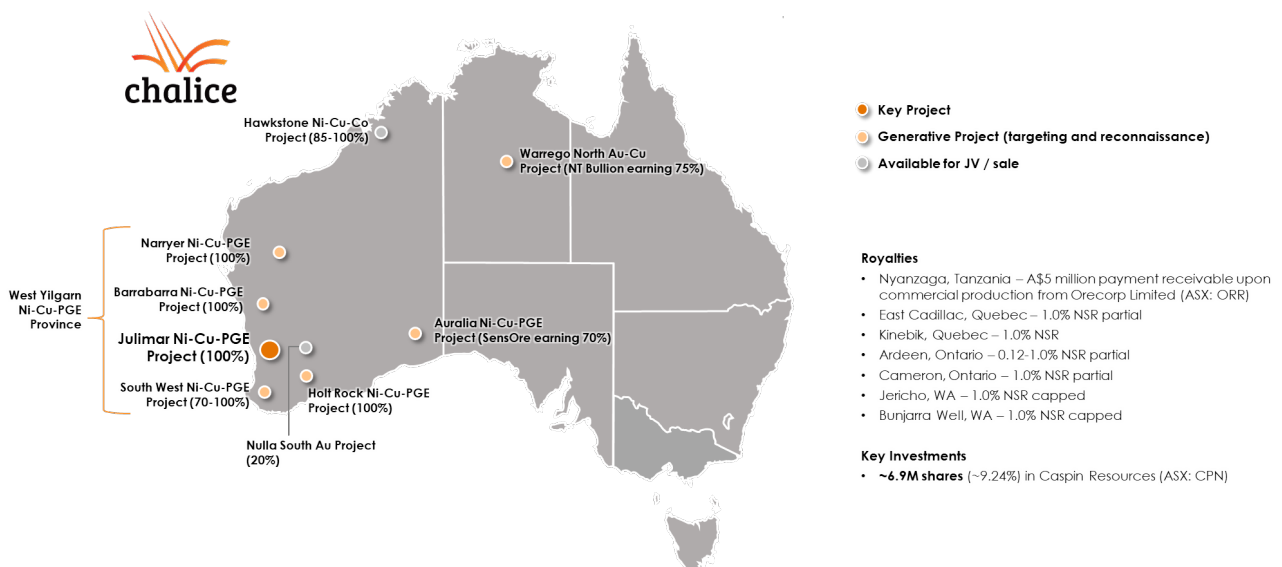 chalice
Hawkstone Ni-Cu-Co
Project (85-100%)
Warrego North Au-Cu
Project (NT Bullion earning 75%)
Narryer Ni-Cu-PGE
Project (100%)
West Yilgarn
Ni-Cu-PGE
Province
Barrabarra Ni-Cu-PGE
Project (100%)
Julimar Ni-Cu-PGE
Project (100%)
South West Ni-Cu-PGE
Project (70-100%)
Auralia Ni-Cu-PGE
Project (SensOre earning 70%)
Holt Rock Ni-Cu-PGE
Project (100%)
Nulla South Au Project
(20%)
Key Project
Generative Project (targeting and reconnaissance)
Available for JV / sale
Royalties
• Nyanzaga, Tanzania – A$5 million payment receivable upon
commercial production from Orecorp Limited (ASX: ORR)
• East Cadillac, Quebec – 1.0% NSR partial
• Kinebik, Quebec – 1.0% NSR
• Ardeen, Ontario – 0.12-1.0% NSR partial
• Cameron, Ontario – 1.0% NSR partial
• Jericho, WA – 1.0% NSR capped
• Bunjarra Well, WA – 1.0% NSR capped
Key Investments
• ~6.9M shares (~9.24%) in Caspin Resources (ASX: CPN)